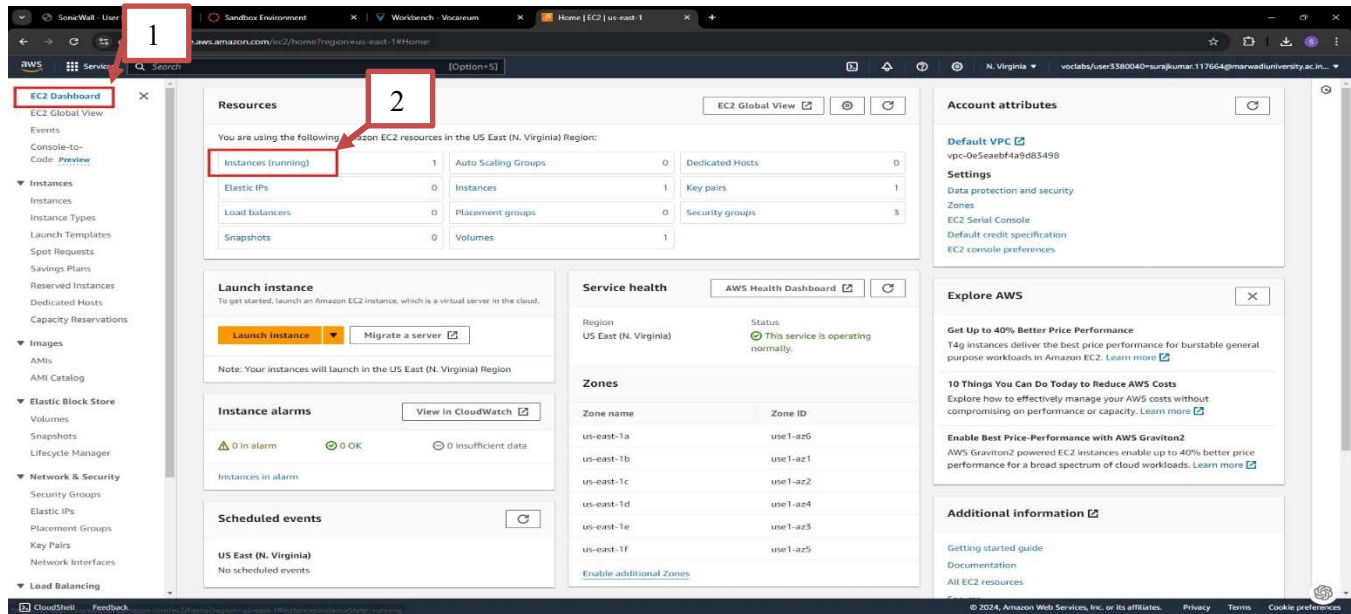 SonicWall - User
Sandbox Environment
Workbench - Vocareum
Home | EC2 | us-east-1
1
.aws.amazon.com/ec2/home?region=us-east-1#Home:
aws
Search
[Option+S]
N. Virginia
voclabs/user3380040=surajkumar.117664@marwadiuniversity.ac.in...
EC2 Dashboard
EC2 Global View
Events
Console-to-
Code Preview
Instances
Instances
Instance Types
Launch Templates
Spot Requests
Savings Plans
Reserved Instances
Dedicated Hosts
Capacity Reservations
Images
AMIs
AMI Catalog
Elastic Block Store
Volumes
Snapshots
Lifecycle Manager
Network & Security
Security Groups
Elastic IPs
Placement Groups
Key Pairs
Network Interfaces
Load Balancing
Resources
2
EC2 Global View
You are using the following Amazon EC2 resources in the US East (N. Virginia) Region:
Instances (running) 1 Auto Scaling Groups 0 Dedicated Hosts 0
Elastic IPs 0 Instances 1 Key pairs 1
Load balancers 0 Placement groups 0 Security groups 3
Snapshots 0 Volumes 1
Launch instance
To get started, launch an Amazon EC2 instance, which is a virtual server in the cloud.
Launch instance
Migrate a server
Note: Your instances will launch in the US East (N. Virginia) Region
Instance alarms
View in CloudWatch
0 in alarm
0 OK
0 insufficient data
Instances in alarm
Scheduled events
US East (N. Virginia)
No scheduled events
Service health
AWS Health Dashboard
Region
US East (N. Virginia)
Status
This service is operating
normally.
Zones
Zone name Zone ID
us-east-1a use1-az6
us-east-1b use1-az1
us-east-1c use1-az2
us-east-1d use1-az4
us-east-1e use1-az3
us-east-1f use1-az5
Enable additional Zones
Account attributes
Default VPC
vpc-0e5eaebf4a9d83498
Settings
Data protection and security
Zones
EC2 Serial Console
Default credit specification
EC2 console preferences
Explore AWS
Get Up to 40% Better Price Performance
T4g instances deliver the best price performance for burstable general
purpose workloads in Amazon EC2. Learn more
10 Things You Can Do Today to Reduce AWS Costs
Explore how to effectively manage your AWS costs without
compromising on performance or capacity. Learn more
Enable Best Price-Performance with AWS Graviton2
AWS Graviton2 powered EC2 instances enable up to 40% better price
performance for a broad spectrum of cloud workloads. Learn more
Additional information
Getting started guide
Documentation
All EC2 resources
CloudShell
Feedback
© 2024, Amazon Web Services, Inc. or its affiliates.
Privacy
Terms
Cookie preferences